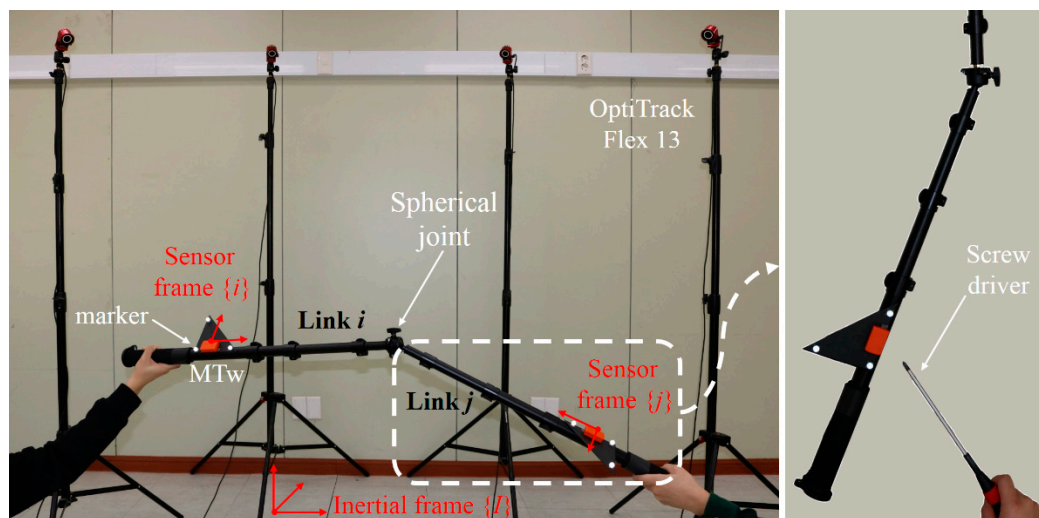 OptiTrack
Flex 13
Spherical
joint
Sensor
frame {i}
marker
Link i
MTw
Sensor
frame {j}
Link j
Inertial frame {I}
Screw
driver